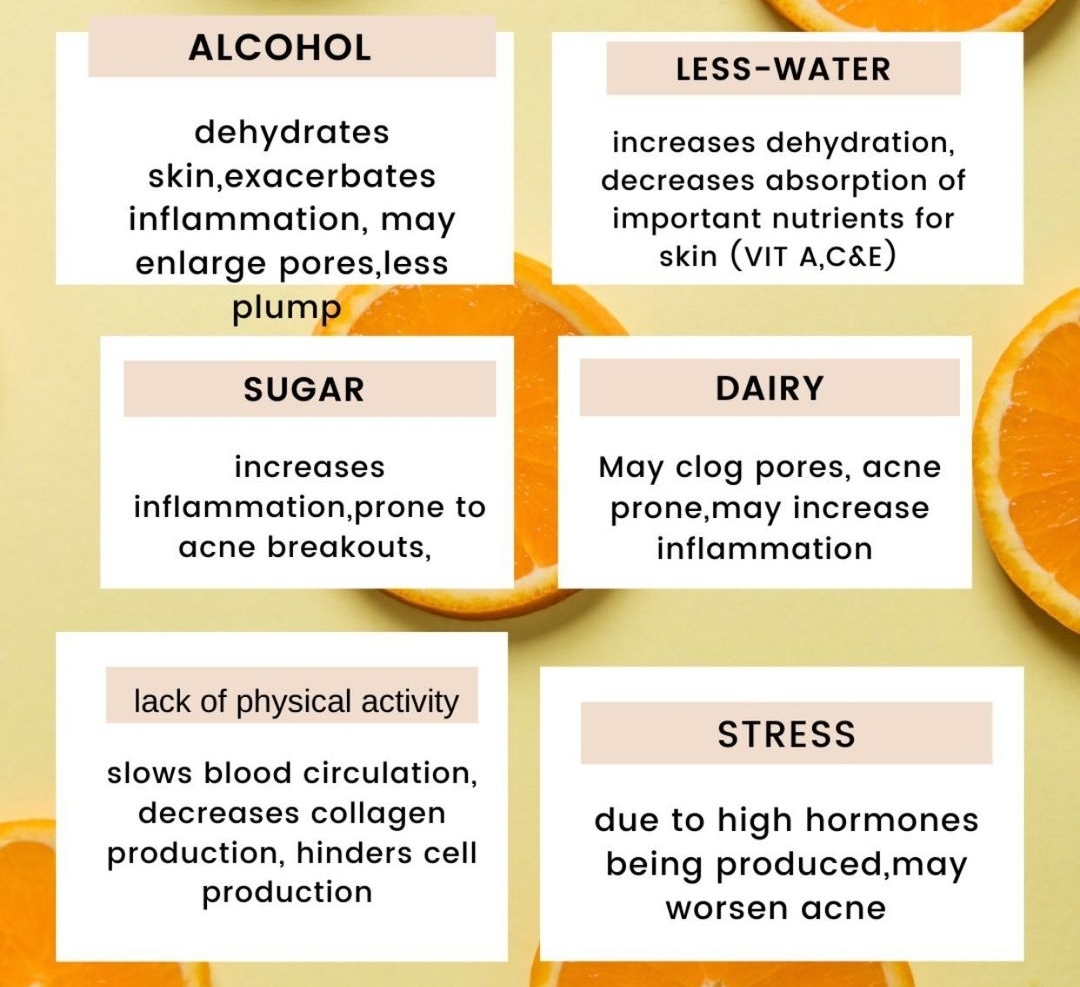 ALCOHOL
dehydrates
skin,exacerbates
inflammation, may
enlarge pores,less
plump
LESS-WATER
increases dehydration,
decreases absorption of
important nutrients for
skin (VIT A,C&E)
SUGAR
increases
inflammation,prone to
acne breakouts,
DAIRY
May clog pores, acne
prone,may increase
inflammation
lack of physical activity
slows blood circulation,
decreases collagen
production, hinders cell
production
STRESS
due to high hormones
being produced,may
worsen acne